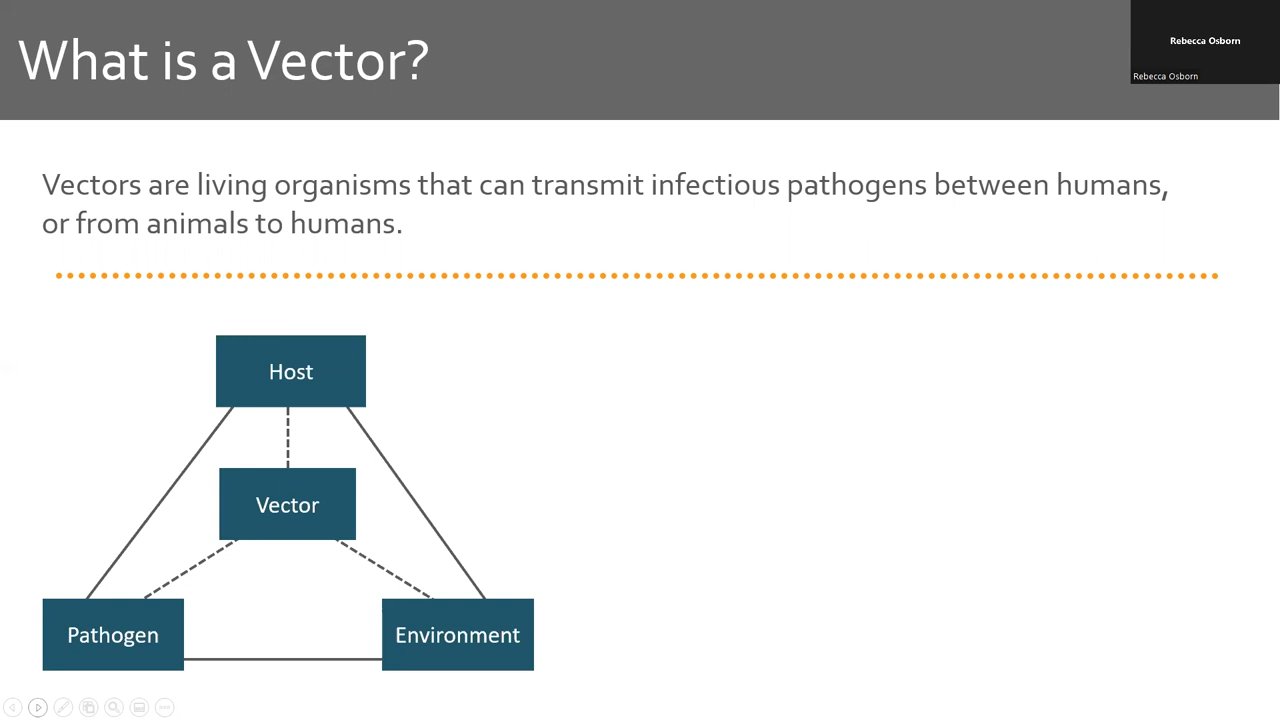 What is a Vector?
Rebecca Osborn
Rebecca Osborn
Vectors are living organisms that can transmit infectious pathogens between humans,
or from animals to humans.
Host
Vector
Pathogen
Environment